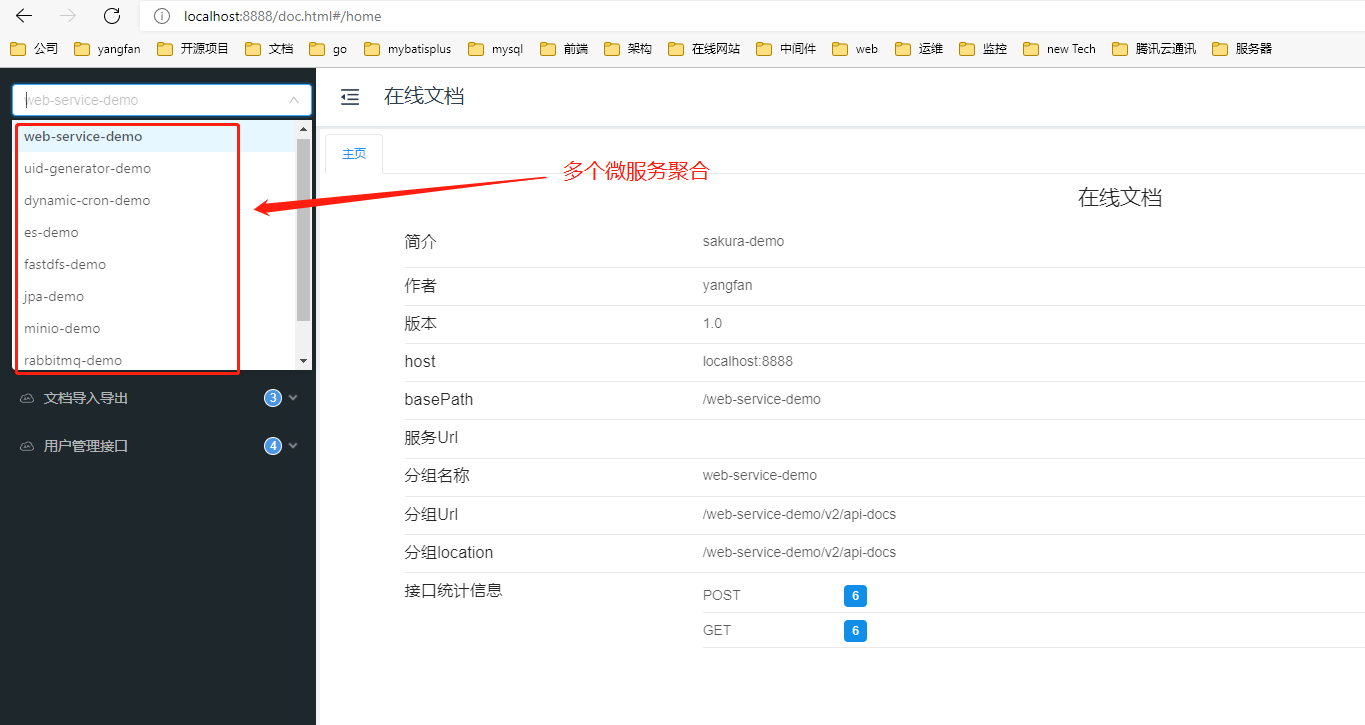 localhost:8888/doc.html#/home
公司 yangfan 开源项目 文档 go mybatisplus mysql 前端 架构 在线网站 中间件 web 运维 监控 new Tech 腾讯云通讯 服务器
web-service-demo
web-service-demo
uid-generator-demo
dynamic-cron-demo
es-demo
fastdfs-demo
jpa-demo
minio-demo
rabbitmq-demo
文档导入导出 3
用户管理接口 4
在线文档
主页
多个微服务聚合
在线文档
简介 sakura-demo
作者 yangfan
版本 1.0
host localhost:8888
basePath /web-service-demo
服务Url
分组名称 web-service-demo
分组Url /web-service-demo/v2/api-docs
分组location /web-service-demo/v2/api-docs
接口统计信息 POST 6
GET 6